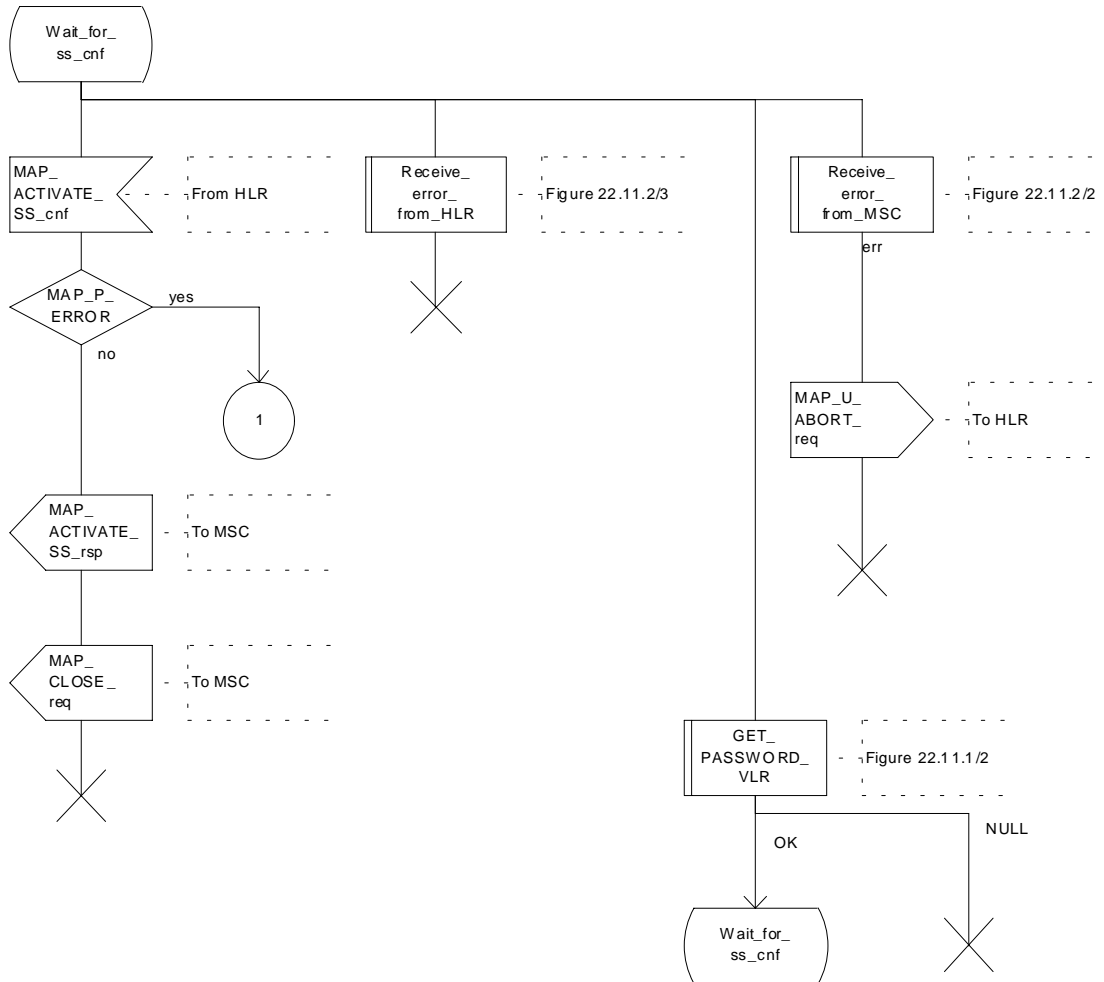 Wait_for_
ss_cnf
MAP_
ACTIVATE_
SS_cnf
From HLR
Receive_
error_
from_HLR
Figure 22.11.2/3
Receive_
error_
from_MSC
Figure 22.11.2/2
err
MAP_P_
ERROR
yes
no
1
MAP_U_
ABORT_
req
To HLR
MAP_
ACTIVATE_
SS_rsp
To MSC
MAP_
CLOSE_
req
To MSC
GET_
PASSWORD_
VLR
Figure 22.11.1/2
OK
NULL
Wait_for_
ss_cnf